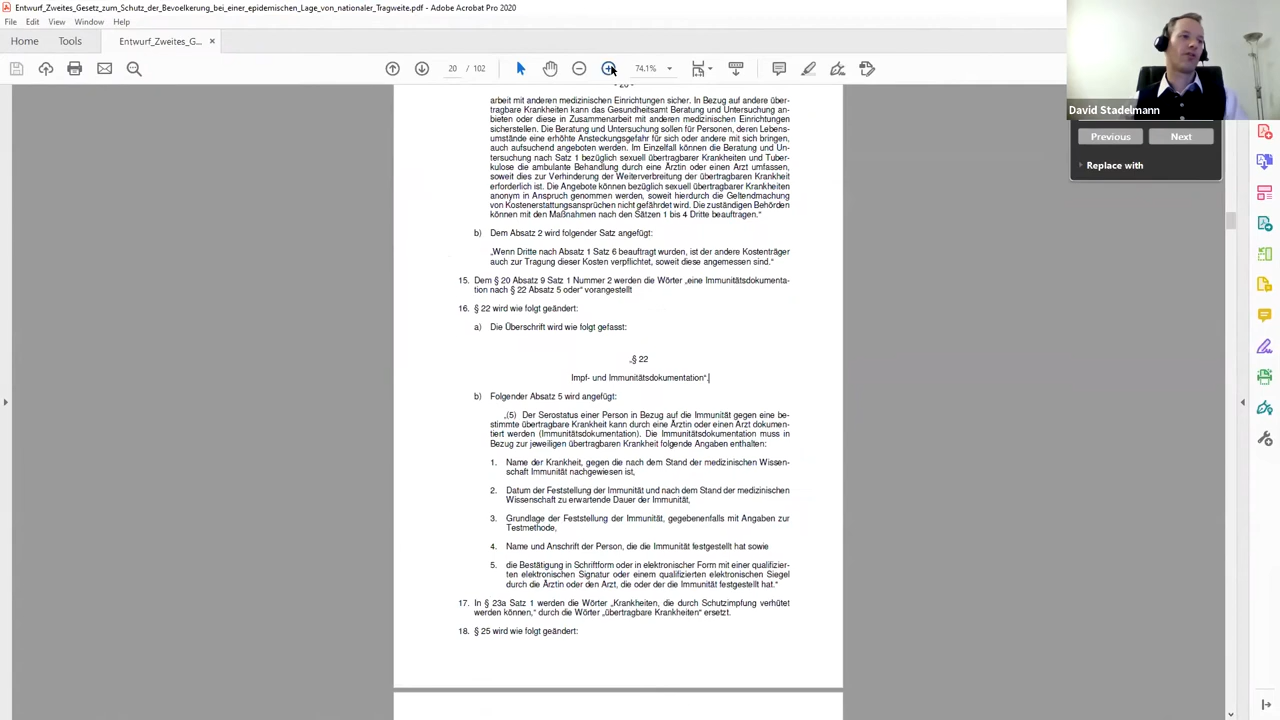 Entwurf_Zweites_Gesetz_zum_Schutz_der_Bevoelkerung_bei_einer_epidemischen_Lage_von_nationaler_Tragweite.pdf - Adobe Acrobat Pro 2020
File Edit View Window Help
Home Tools Entwurf_Zweites_G... ×
20 / 102 74,1%
David Stadelmann
Previous Next
Replace with
- 20 -
arbeit mit anderen medizinischen Einrichtungen sicher. In Bezug auf andere über-
tragbare Krankheiten kann das Gesundheitsamt Beratung und Untersuchung an-
bieten oder diese in Zusammenarbeit mit anderen medizinischen Einrichtungen
sicherstellen. Die Beratung und Untersuchung sollen für Personen, deren Lebens-
umstände eine erhöhte Ansteckungsgefahr für sich oder andere mit sich bringen,
auch aufsuchend angeboten werden. Im Einzelfall können die Beratung und Un-
tersuchung nach Satz 1 bezüglich sexuell übertragbarer Krankheiten und Tuber-
kulose die ambulante Behandlung durch eine Ärztin oder einen Arzt umfassen,
soweit dies zur Verhinderung der Weiterverbreitung der übertragbaren Krankheit
erforderlich ist. Die Angebote können bezüglich sexuell übertragbarer Krankheiten
anonym in Anspruch genommen werden, soweit hierdurch die Geltendmachung
von Kostenerstattungsansprüchen nicht gefährdet wird. Die zuständigen Behörden
können mit den Maßnahmen nach den Sätzen 1 bis 4 Dritte beauftragen.“
b) Dem Absatz 2 wird folgender Satz angefügt:
„Wenn Dritte nach Absatz 1 Satz 6 beauftragt wurden, ist der andere Kostenträger
auch zur Tragung dieser Kosten verpflichtet, soweit diese angemessen sind.“
15. Dem § 20 Absatz 9 Satz 1 Nummer 2 werden die Wörter „eine Immunitätsdokumenta-
tion nach § 22 Absatz 5 oder“ vorangestellt
16. § 22 wird wie folgt geändert:
a) Die Überschrift wird wie folgt gefasst:
„§ 22
Impf- und Immunitätsdokumentation“.
b) Folgender Absatz 5 wird angefügt:
„(5) Der Serostatus einer Person in Bezug auf die Immunität gegen eine be-
stimmte übertragbare Krankheit kann durch eine Ärztin oder einen Arzt dokumen-
tiert werden (Immunitätsdokumentation). Die Immunitätsdokumentation muss in
Bezug zur jeweiligen übertragbaren Krankheit folgende Angaben enthalten:
1. Name der Krankheit, gegen die nach dem Stand der medizinischen Wissen-
schaft Immunität nachgewiesen ist,
2. Datum der Feststellung der Immunität und nach dem Stand der medizinischen
Wissenschaft zu erwartende Dauer der Immunität,
3. Grundlage der Feststellung der Immunität, gegebenenfalls mit Angaben zur
Testmethode,
4. Name und Anschrift der Person, die die Immunität festgestellt hat sowie
5. die Bestätigung in Schriftform oder in elektronischer Form mit einer qualifizier-
ten elektronischen Signatur oder einem qualifizierten elektronischen Siegel
durch die Ärztin oder den Arzt, die oder der die Immunität festgestellt hat.“
17. In § 23a Satz 1 werden die Wörter „Krankheiten, die durch Schutzimpfung verhütet
werden können,“ durch die Wörter „übertragbare Krankheiten“ ersetzt.
18. § 25 wird wie folgt geändert: